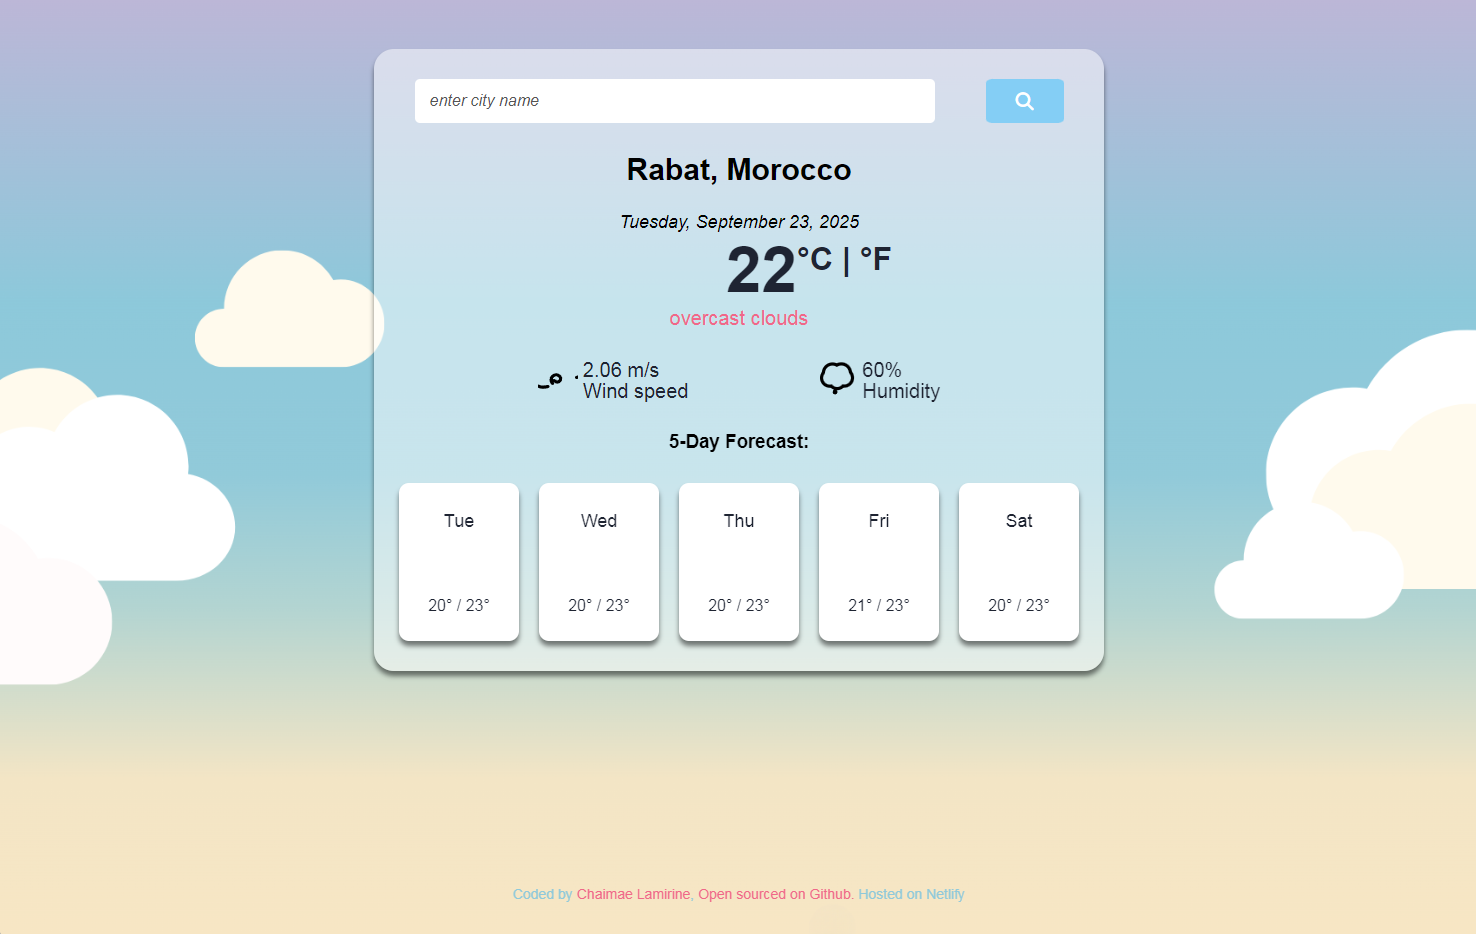 enter city name
Rabat, Morocco
Tuesday, September 23, 2025
22°C | °F
overcast clouds
2.06 m/s
Wind speed
60%
Humidity
5-Day Forecast:
Tue
20° / 23°
Wed
20° / 23°
Thu
20° / 23°
Fri
21° / 23°
Sat
20° / 23°
Coded by Chaimae Lamirine, Open sourced on Github. Hosted on Netlify